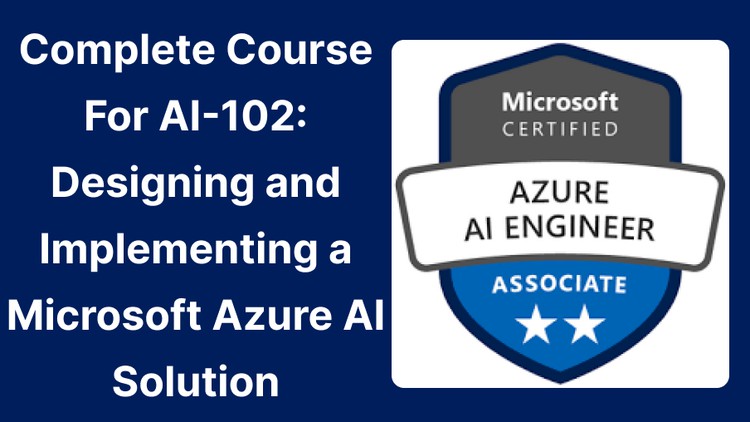 Complete Course
For AI-102:
Designing and
Implementing a
Microsoft Azure AI
Solution
Microsoft
CERTIFIED
AZURE
AI ENGINEER
ASSOCIATE